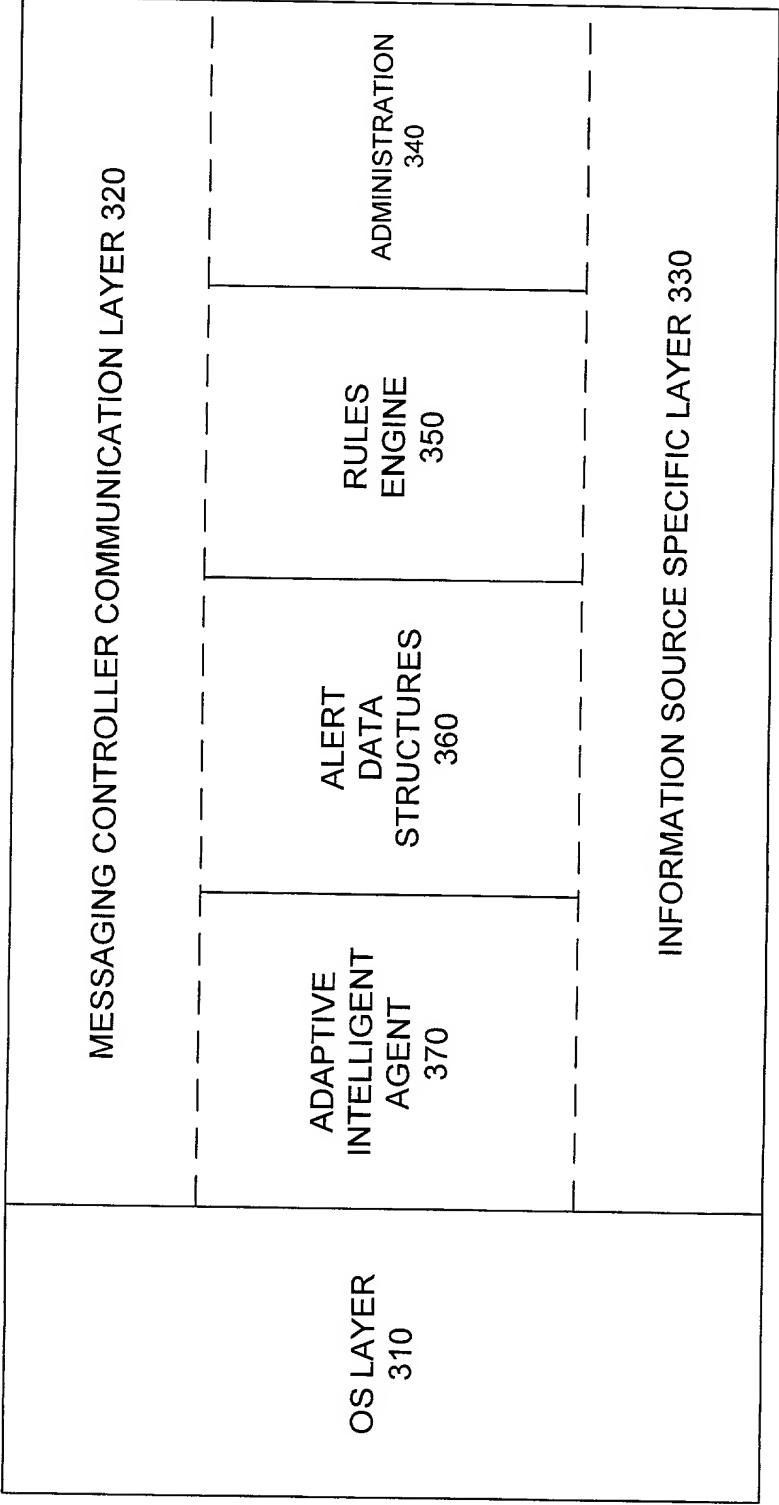 MESSAGING CONTROLLER COMMUNICATION LAYER 320
ADMINISTRATION
340
RULES
ENGINE
350
ALERT
DATA
STRUCTURES
360
ADAPTIVE
INTELLIGENT
AGENT
370
INFORMATION SOURCE SPECIFIC LAYER 330
OS LAYER
310